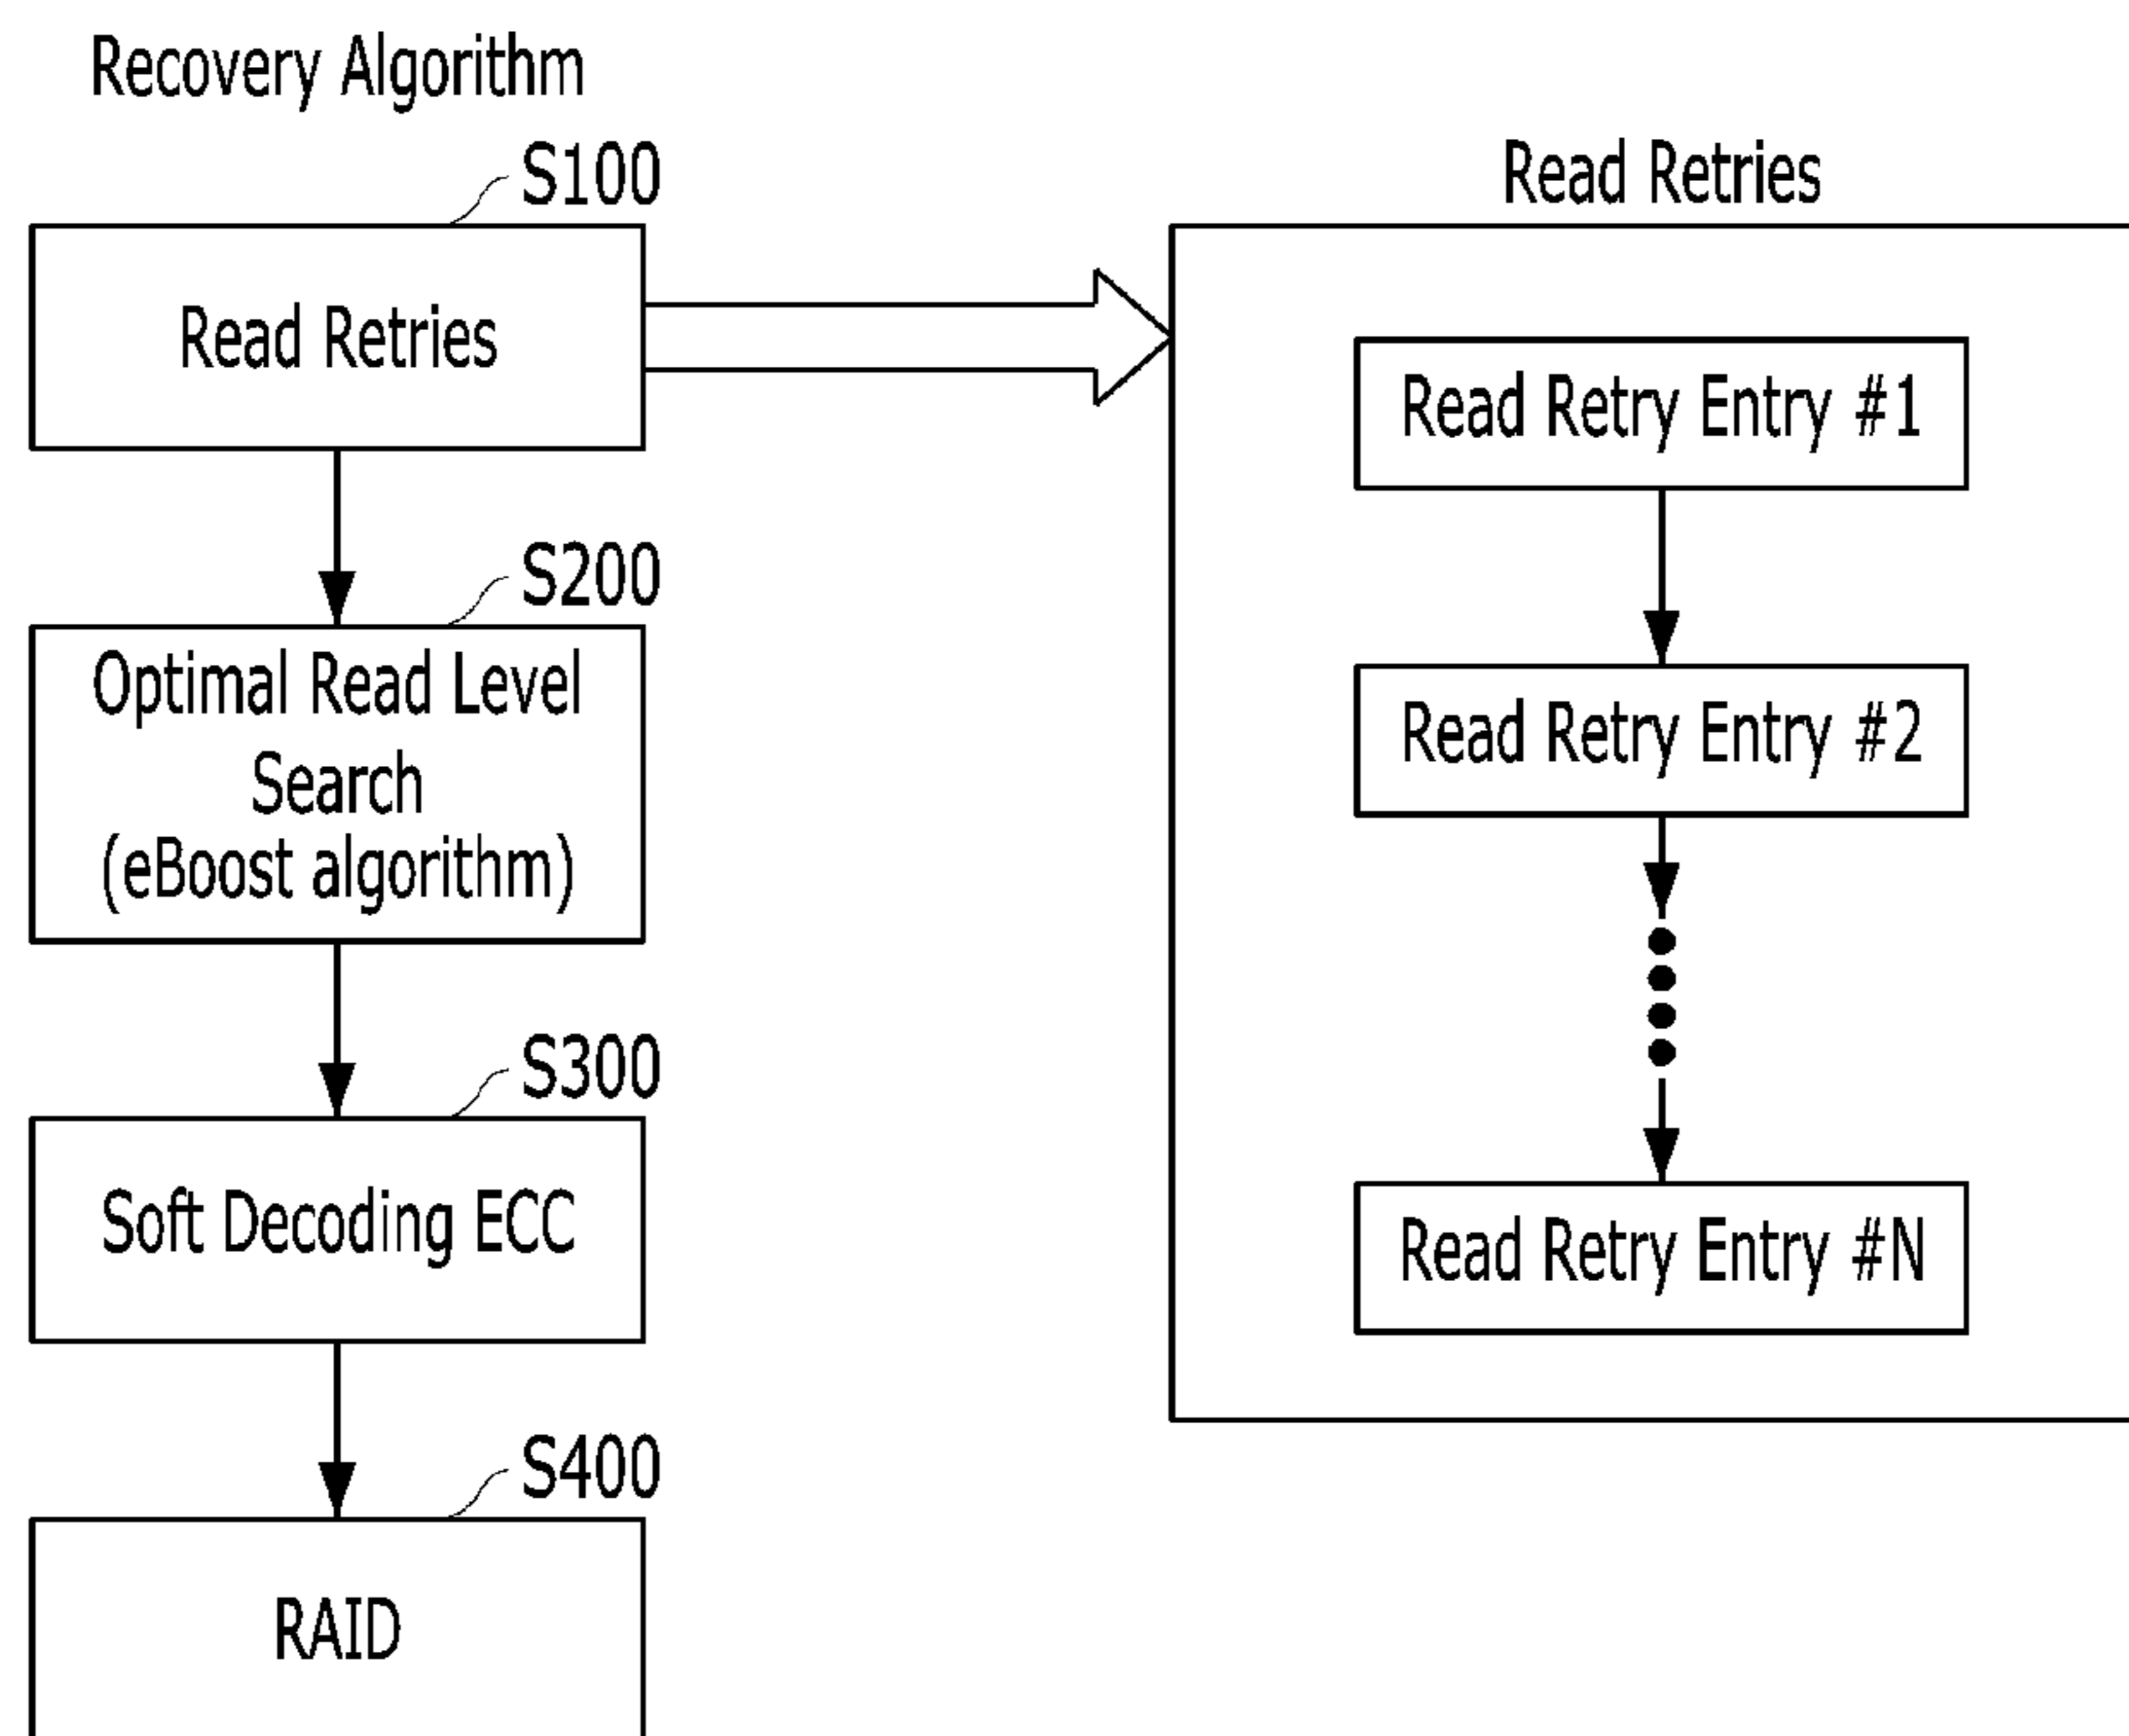 Recovery Algorithm
S100
Read Retries
S200
Optimal Read Level
Search
(eBoost algorithm)
S300
Soft Decoding ECC
S400
RAID
Read Retries
Read Retry Entry #1
Read Retry Entry #2
Read Retry Entry #N